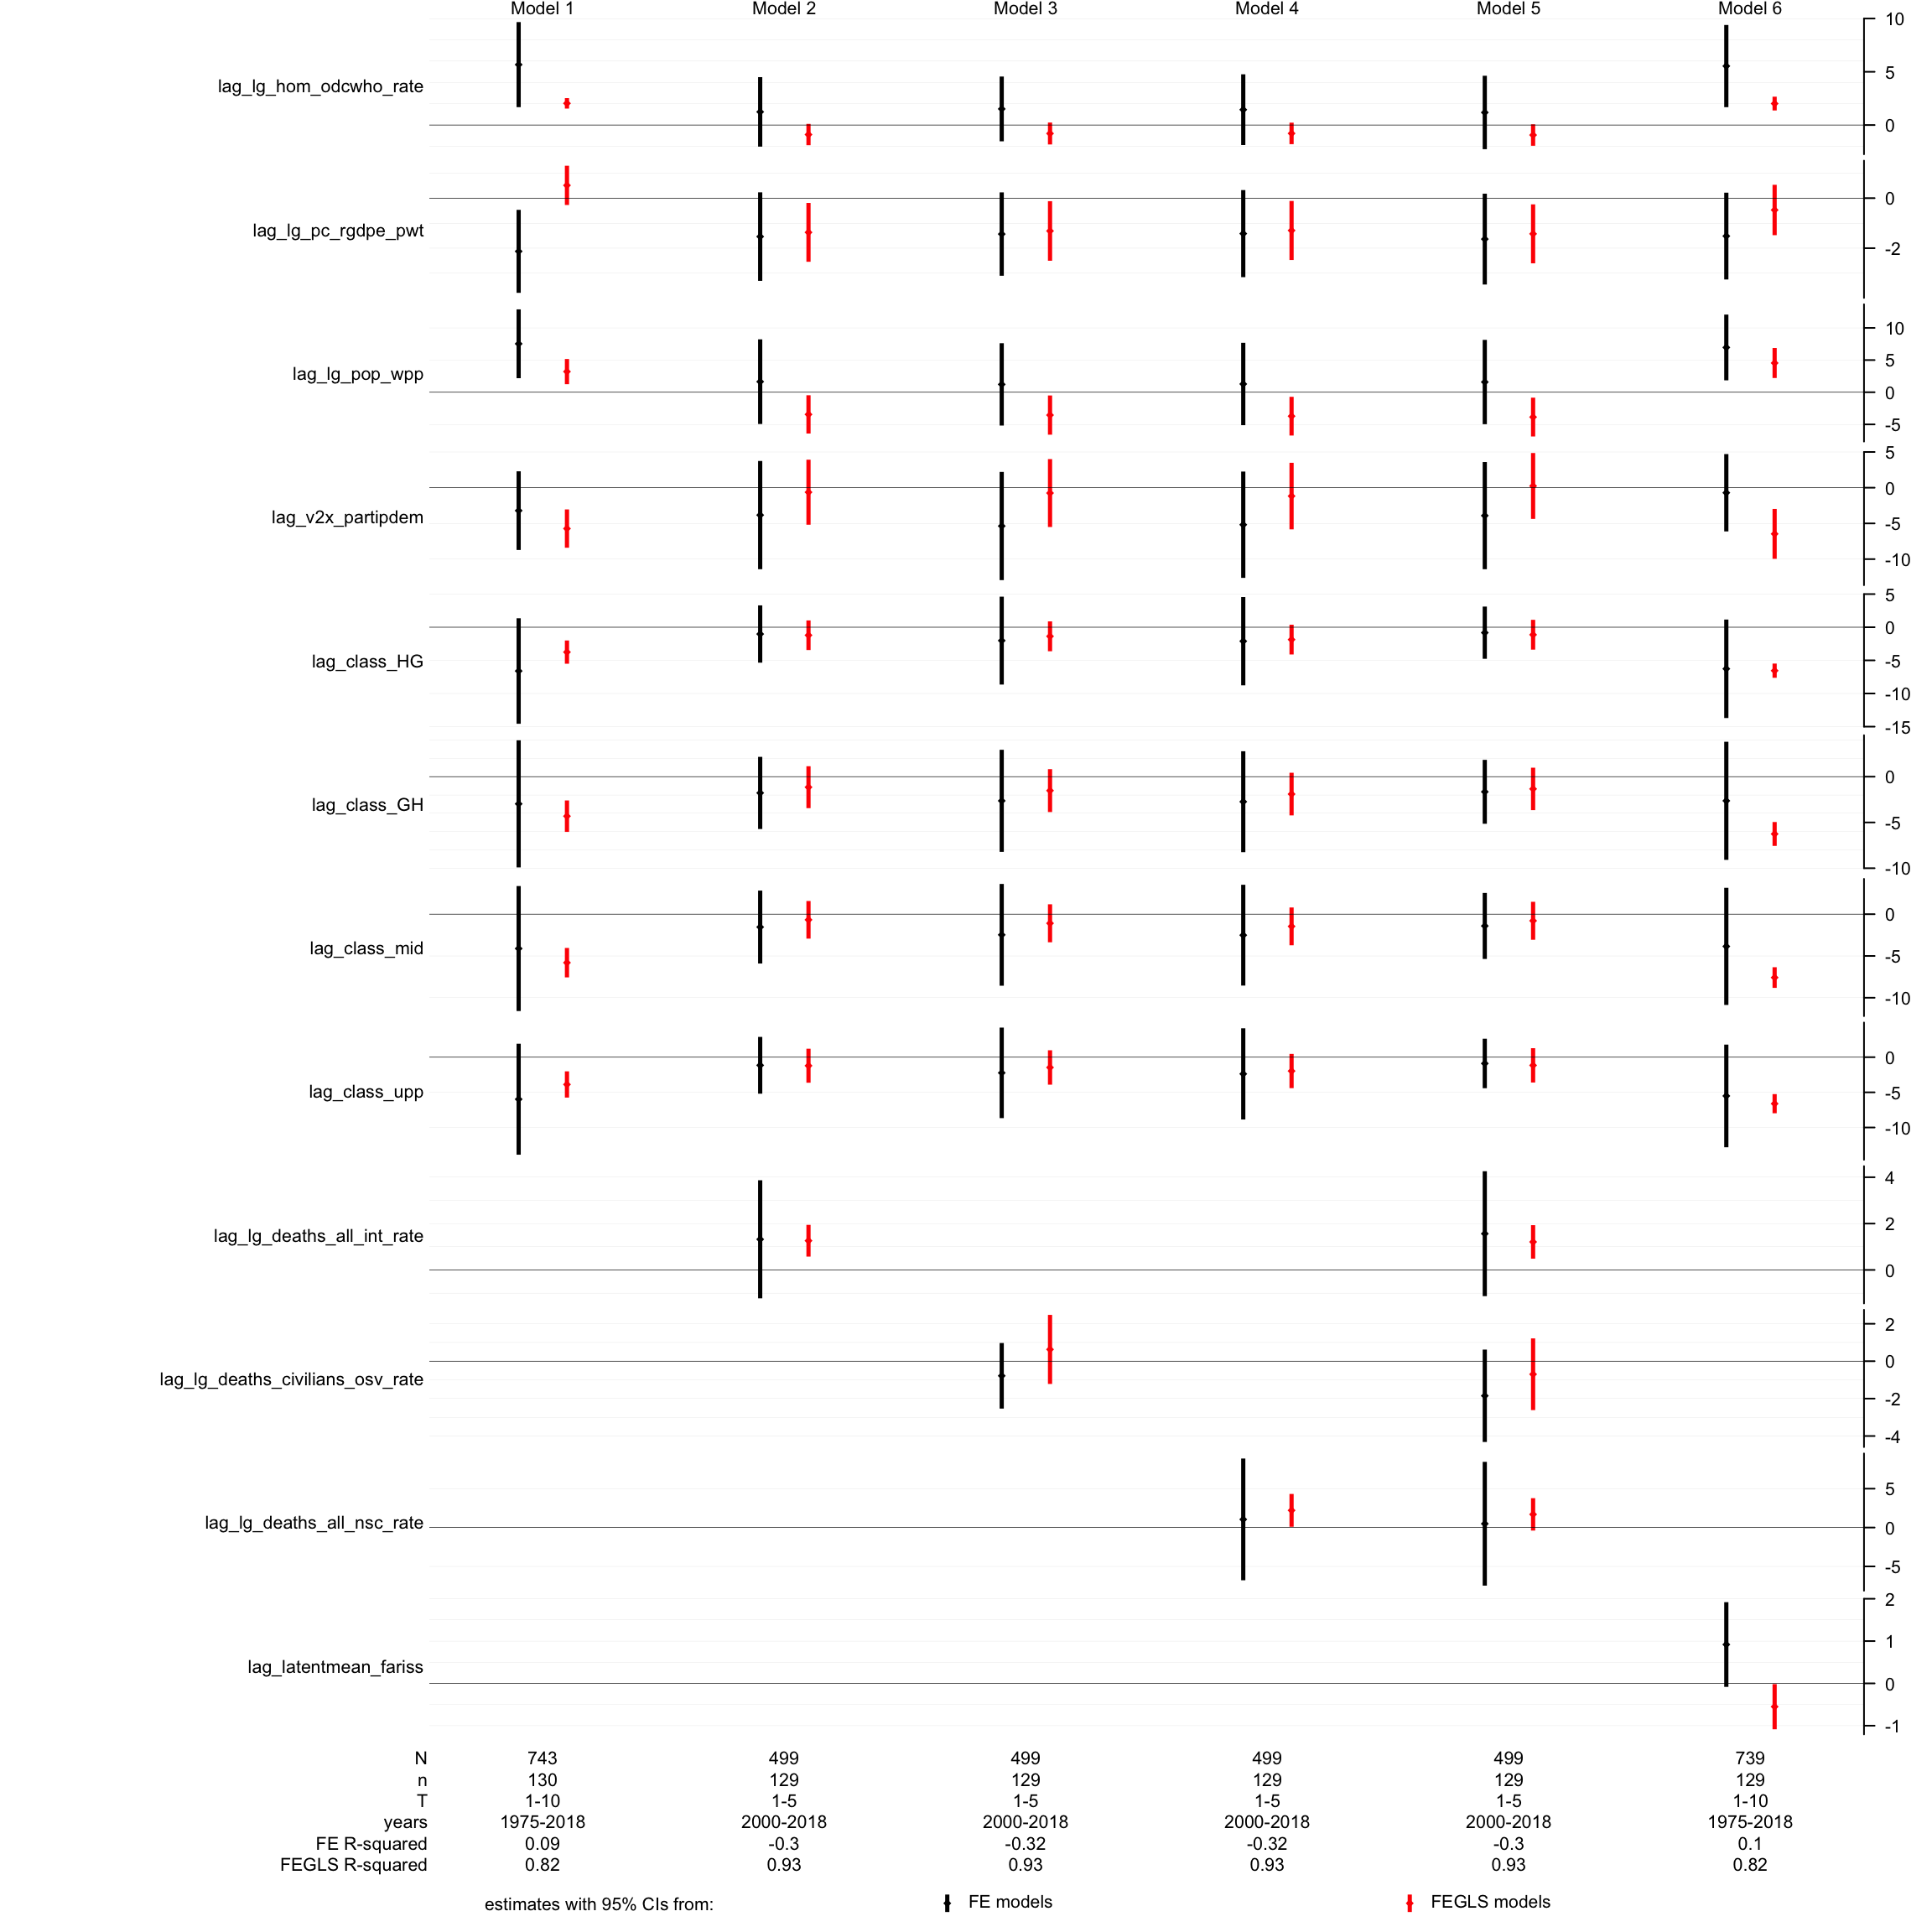 Model 1 Model 2 Model 3 Model 4 Model 5 Model 6
lag_lg_hom_odcwho_rate
10
5
0
lag_lg_pc_rgdpe_pwt
0
-2
lag_lg_pop_wpp
10
5
0
-5
lag_v2x_partipdem
5
0
-5
-10
lag_class_HG
5
0
-5
-10
-15
lag_class_GH
0
-5
-10
lag_class_mid
0
-5
-10
lag_class_upp
0
-5
-10
lag_lg_deaths_all_int_rate
4
2
0
lag_lg_deaths_civilians_osv_rate
2
0
-2
-4
lag_lg_deaths_all_nsc_rate
5
0
-5
lag_latentmean_fariss
2
1
0
-1
N 743 499 499 499 499 739
n 130 129 129 129 129 129
T 1-10 1-5 1-5 1-5 1-5 1-10
years 1975-2018 2000-2018 2000-2018 2000-2018 2000-2018 1975-2018
FE R-squared 0.09 -0.3 -0.32 -0.32 -0.3 0.1
FEGLS R-squared 0.82 0.93 0.93 0.93 0.93 0.82
estimates with 95% CIs from: FE models FEGLS models